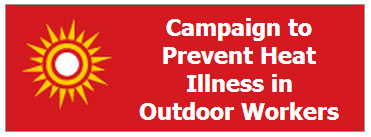 Campaign to
Prevent Heat
Illness in
Outdoor Workers